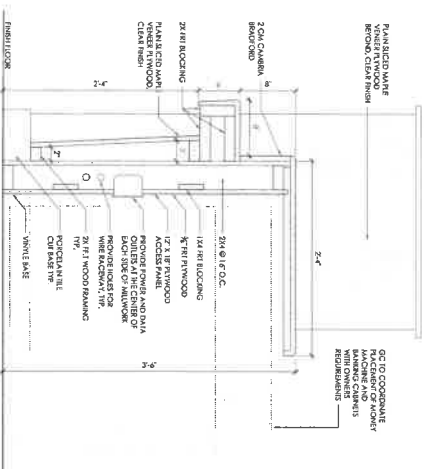 PLAIN SLICED MAPLE
VENEER PLYWOOD
BEYOND, CLEAR FINISH
2 CM CAMBRIA
BRADFORD
2X FRT BLOCKING
PLAIN SLICED MAPLE
VENEER PLYWOOD,
CLEAR FINISH
FINISH FLOOR
2'-4"
6"
2"
2'-4"
3'-6"
GC TO COORDINATE
PLACEMENT OF MONEY
MACHINE AND
BANKING CABINETS
WITH OWNERS
REQUIREMENTS
2X4 @ 16" O.C.
1X4 FRT BLOCKING
¾" FRT PLYWOOD
12" X 18" PLYWOOD
ACCESS PANEL
PROVIDE POWER AND DATA
OUTLETS AT THE CENTER OF
EACH SIDE OF MILLWORK
PROVIDE HOLES FOR
WIRE RACEWAY, TYP.
WOOD FRAMING
TYP.
PORCELAIN TILE
CUT BASE TYP.
VINYLE BASE